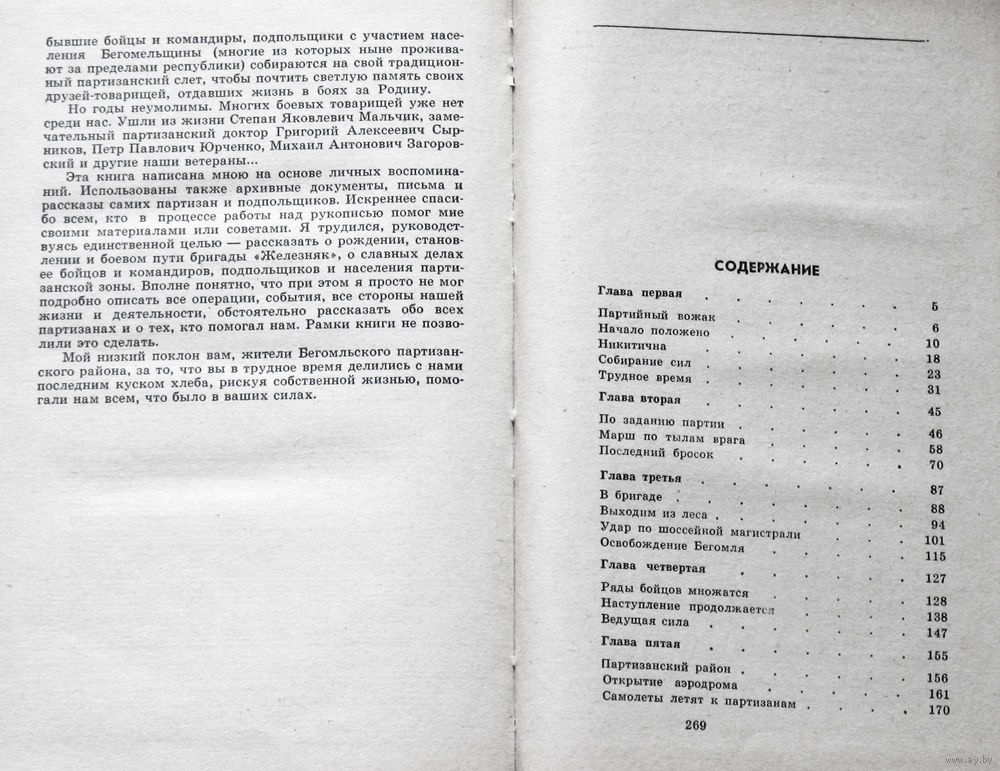 бывшие бойцы и командиры, подпольщики с участием насе-
ления Бегомельщины (многие из которых ныне прожива-
ют за пределами республики) собираются на свой традицион-
ный партизанский слет, чтобы почтить светлую память своих
друзей-товарищей, отдавших жизнь в боях за Родину.
Но годы неумолимы. Многих боевых товарищей уже нет
среди нас. Ушли из жизни Степан Яковлевич Мальчик, заме-
чательный партизанский доктор Григорий Алексеевич Сыр-
ников, Петр Павлович Юрченко, Михаил Антонович Загоров-
ский и другие наши ветераны...
Эта книга написана мною на основе личных воспомина-
ний. Использованы также архивные документы, письма и
рассказы самих партизан и подпольщиков. Искреннее спаси-
бо всем, кто в процессе работы над рукописью помог мне
своими материалами или советами. Я трудился, руководст-
вуясь единственной целью — рассказать о рождении, станов-
лении и боевом пути бригады «Железняк», о славных делах
ее бойцов и командиров, подпольщиков и населения парти-
занской зоны. Вполне понятно, что при этом я просто не мог
подробно описать все операции, события, все стороны нашей
жизни и деятельности, обстоятельно рассказать обо всех
партизанах и о тех, кто помогал нам. Рамки книги не позво-
лили это сделать.
Мой низкий поклон вам, жители Бегомльского партизан-
ского района, за то, что вы в трудное время делились с нами
последним куском хлеба, рискуя собственной жизнью, помо-
гали нам всем, что было в ваших силах.
СОДЕРЖАНИЕ
Глава первая . . . . . 5
Партийный вожак . . . . . 6
Начало положено . . . . . 10
Никитична . . . . . 18
Собирание сил . . . . . 23
Трудное время . . . . . 31
Глава вторая . . . . . 45
По заданию партии . . . . . 46
Марш по тылам врага . . . . 58
Последний бросок . . . . . 70
Глава третья . . . . . 87
В бригаде . . . . . . 88
Выходим из леса . . . . . 94
Удар по шоссейной магистрали . . . 101
Освобождение Бегомля . . . . 115
Глава четвертая . . . . . 127
Ряды бойцов множатся . . . . 128
Наступление продолжается . . . . 138
Ведущая сила . . . . . 147
Глава пятая . . . . . 155
Партизанский район . . . . . 156
Открытие аэродрома . . . . 161
Самолеты летят к партизанам . . . . 170
269
www.ay.by